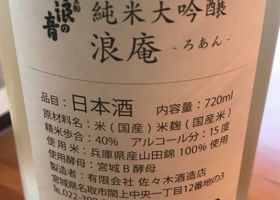 浪の音
純米大吟醸
浪庵 -ろあん-
品目：日本酒 内容量：720ml
原材料名：米（国産）米麹（国産米）
精米歩合：40% アルコール分：15度
使用米：兵庫県産山田錦100%使用
使用酵母：宮城B酵母
製造者：有限会社 佐々木酒造店
宮城県名取市閖上中央一丁目12番地の3